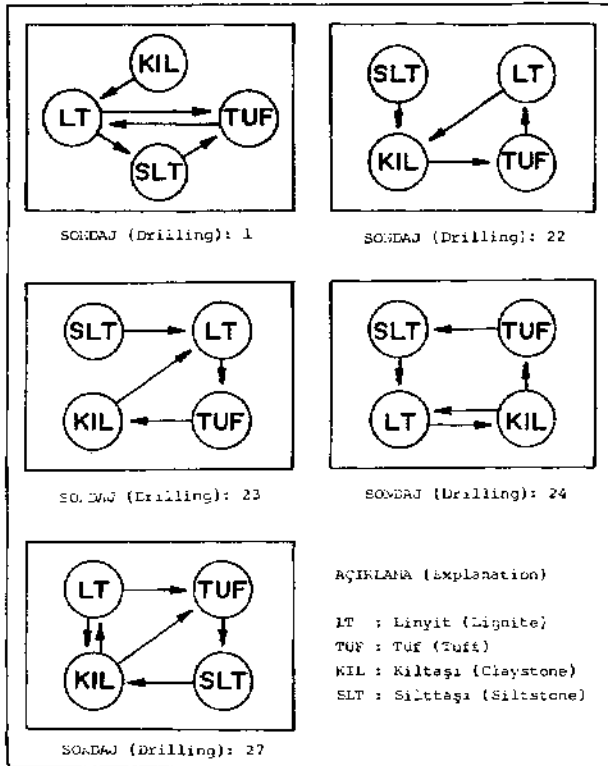 KIL
LT
TUF
SLT
SONDAJ (Drilling): 1
SLT
LT
KIL
TUF
SONDAJ (Drilling): 22
SLT
LT
KIL
TUF
SONDAJ (Drilling): 23
SLT
TUF
LT
KIL
SONDAJ (Drilling): 24
LT
TUF
KIL
SLT
SONDAJ (Drilling): 27
AÇIKLANA (Explanation)
LT : Linyit (Lignite)
TUF : Tüf (Tuff)
KIL : Kiltaşı (Claystone)
SLT : Silttaşı (Siltstone)